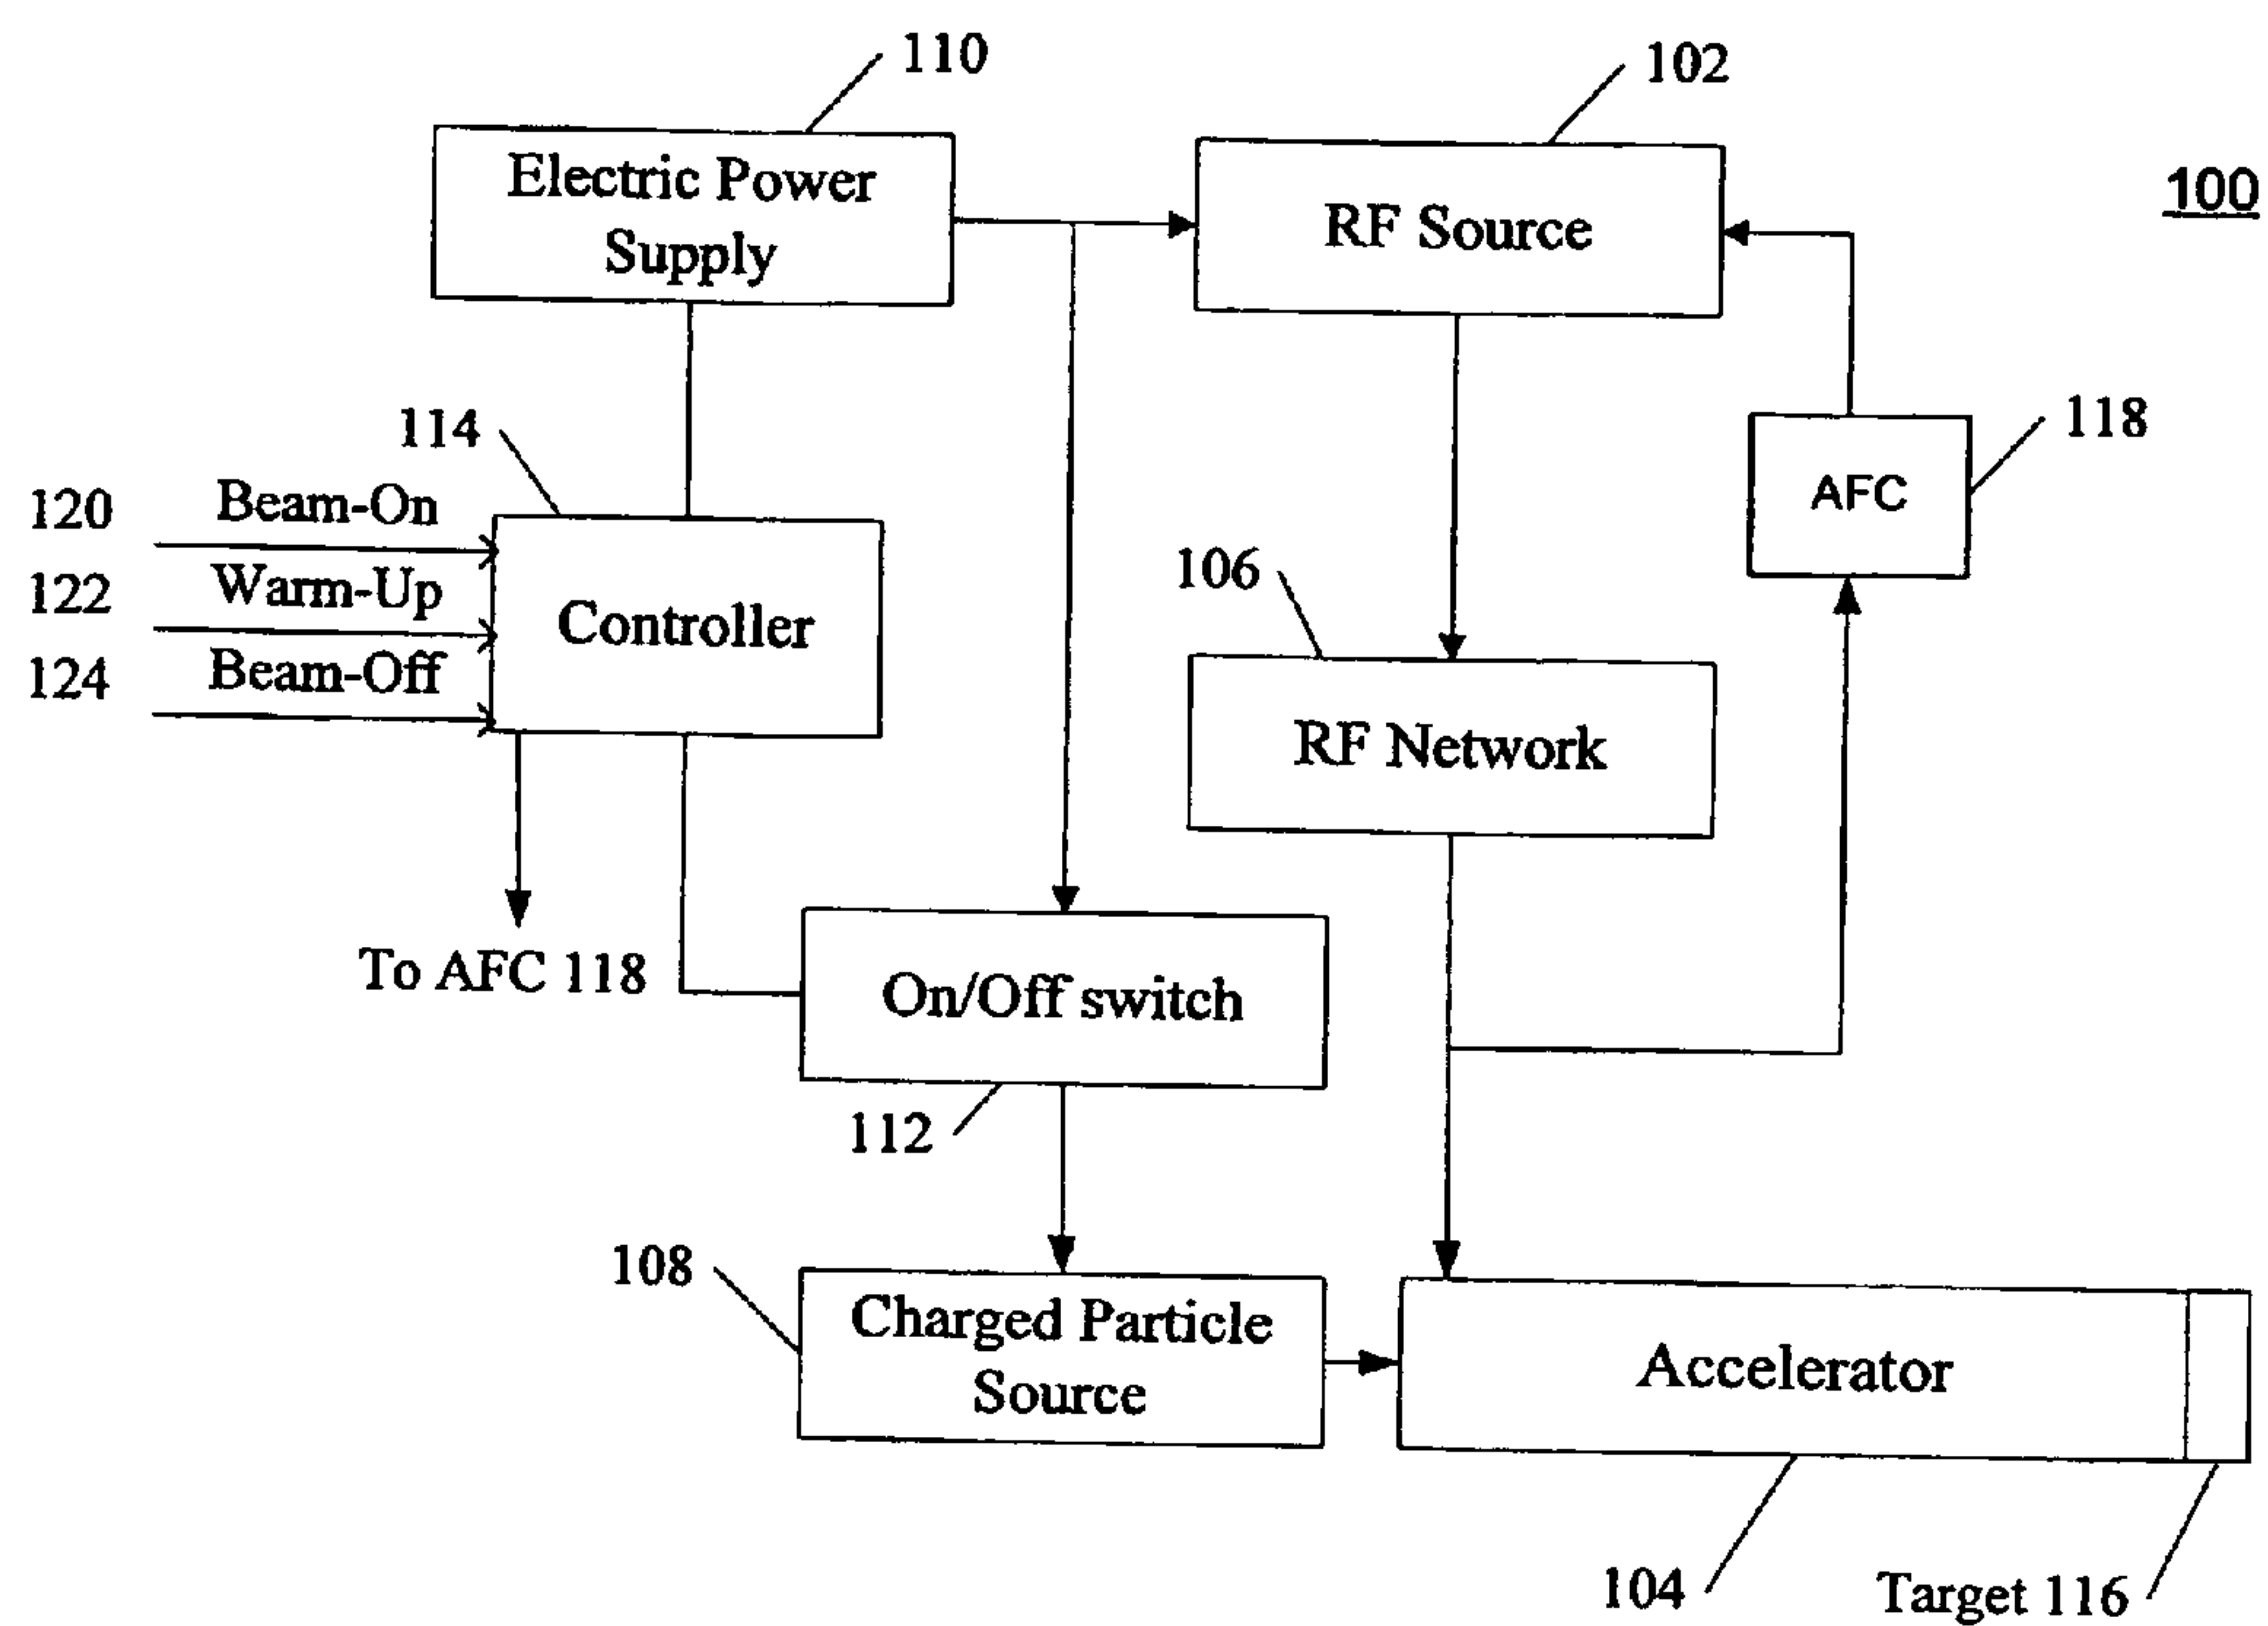 110
102
100
Electric Power
Supply
RF Source
114
118
AFC
120 Beam-On
122 Warm-Up
124 Beam-Off
Controller
106
RF Network
To AFC 118
On/Off switch
112
108
Charged Particle
Source
Accelerator
104
Target 116